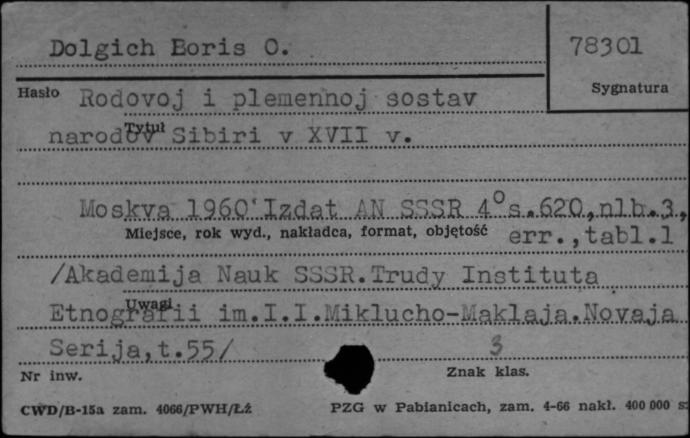 Dolgich Boris O.
78301
Sygnatura
Hasło
Rodovoj i plemennoj sostav
Tytuł
narodov Sibiri v XVII v.
Moskva 1960 Izdat AN SSSR 4° s.620,nlb.3,
Miejsce, rok wyd., nakładca, format, objętość
err.,tabl.1
/Akademija Nauk SSSR.Trudy Instituta
Uwagi
Etnografii im.I.I.Miklucho-Maklaja.Novaja
Serija,t.55/
3
Nr inw.
Znak klas.
CWD/B-15a zam. 4066/PWH/Łź
PZG w Pabianicach, zam. 4-66 nakł. 400 000 s